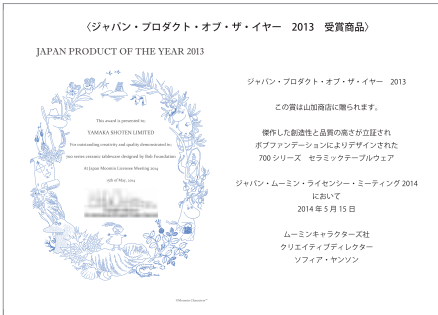 〈ジャパン・プロダクト・オブ・ザ・イヤー　2013　受賞商品〉
JAPAN PRODUCT OF THE YEAR 2013
This award is presented to:
YAMAKA SHOTEN LIMITED
For outstanding creativity and quality demonstrated in:
700 series ceramic tableware designed by Bob Foundation
At Japan Moomin Licensee Meeting 2014
15th of May, 2014
©Moomin Characters™
ジャパン・プロダクト・オブ・ザ・イヤー　2013
この賞は山加商店に贈られます。
傑作した創造性と品質の高さが立証され
ボブファンデーションによりデザインされた
700 シリーズ　セラミックテーブルウェア
ジャパン・ムーミン・ライセンシー・ミーティング 2014
において
2014 年 5 月 15 日
ムーミンキャラクターズ社
クリエイティブディレクター
ソフィア・ヤンソン